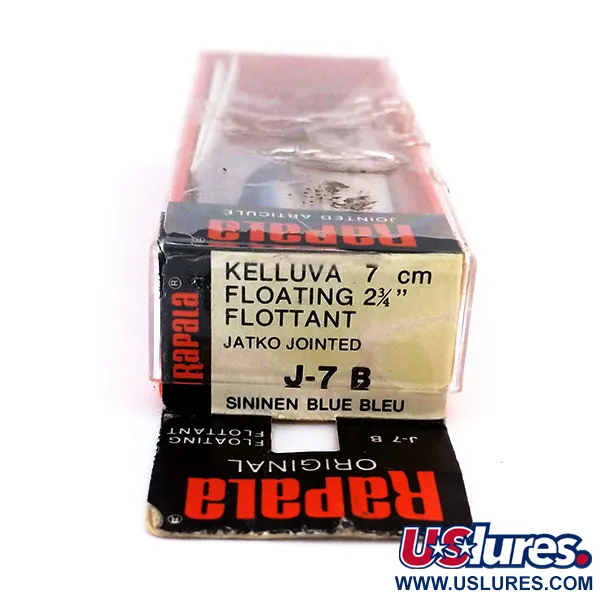 JOINTED ARTICULÉ
RAPALA®
RAPALA®
KELLUVA 7 cm
FLOATING 2¾”
FLOTTANT
JATKO JOINTED
J-7 B
SININEN BLUE BLEU
FLOATING
FLOTTANT
J-7 B
ORIGINAL
RAPALA®
USlures.
WWW.USLURES.COM